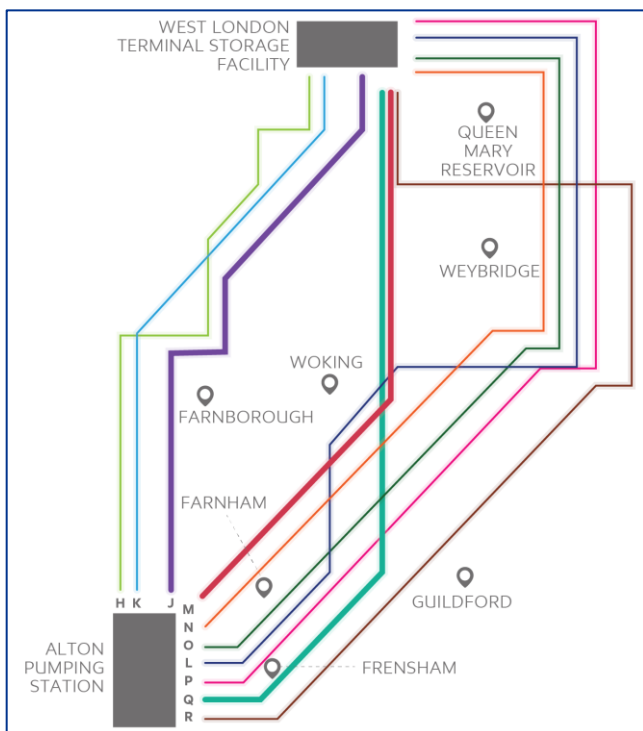 WEST LONDON
TERMINAL STORAGE
FACILITY
QUEEN
MARY
RESERVOIR
WEYBRIDGE
WOKING
FARNBOROUGH
FARNHAM
H K J
M
N
O
L
P
Q
R
GUILDFORD
ALTON
PUMPING
STATION
FRENSHAM